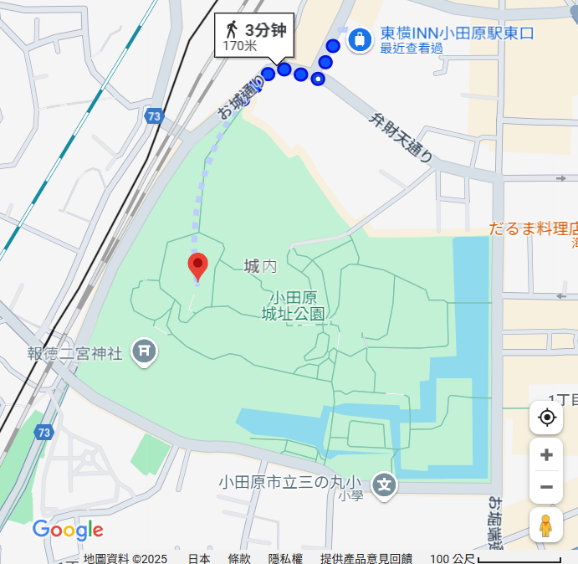 3分钟
170米
東横INN小田原駅東口
最近查看過
お城通り
73
弁財天通り
だるま料理店
城内
小田原
城址公園
報徳二宮神社
1丁目
73
小田原市立三の丸小
小學
お堀端通
Google
地圖資料 ©2025 日本 條款 隱私權 提供產品意見回饋 100 公尺